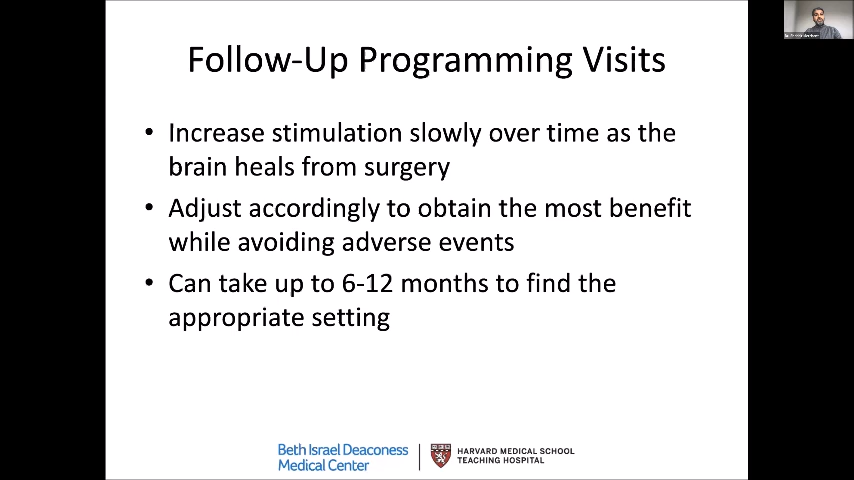 Follow-Up Programming Visits
• Increase stimulation slowly over time as the
brain heals from surgery
• Adjust accordingly to obtain the most benefit
while avoiding adverse events
• Can take up to 6-12 months to find the
appropriate setting
Beth Israel Deaconess
Medical Center
HARVARD MEDICAL SCHOOL
TEACHING HOSPITAL